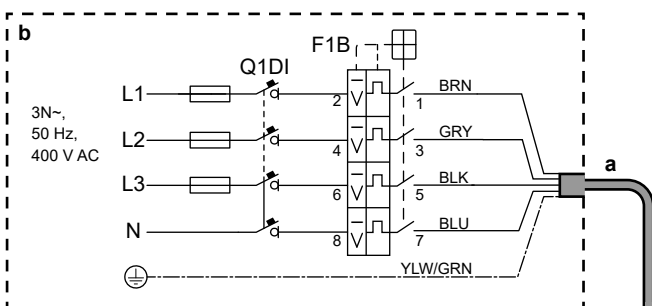 b
F1B
Q1DI
3N~,
50 Hz,
400 V AC
L1
2
1
BRN
L2
4
3
GRY
L3
6
5
BLK
N
8
7
BLU
YLW/GRN
a